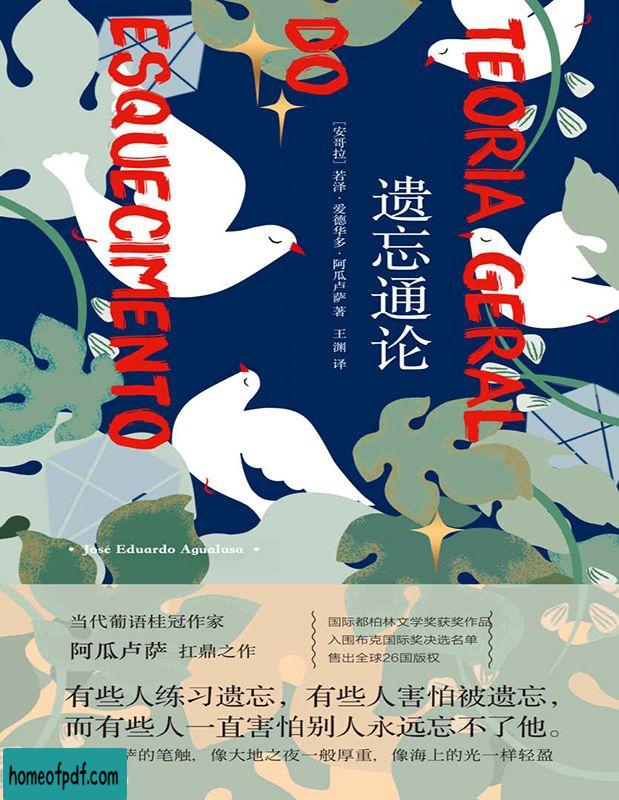 TEORIA GERAL
DO
ESQUECIMENTO
遗忘通论
[安哥拉] 若泽·爱德华多·阿瓜卢萨 著 王渊 译
• José Eduardo Agualusa •
当代葡语桂冠作家
阿瓜卢萨 扛鼎之作
国际都柏林文学奖获奖作品
入围布克国际奖决选名单
售出全球26国版权
有些人练习遗忘，有些人害怕被遗忘，
而有些人一直害怕别人永远忘不了他。
萨的笔触，像大地之夜一般厚重，像海上的光一样轻盈
homeofpdf.com